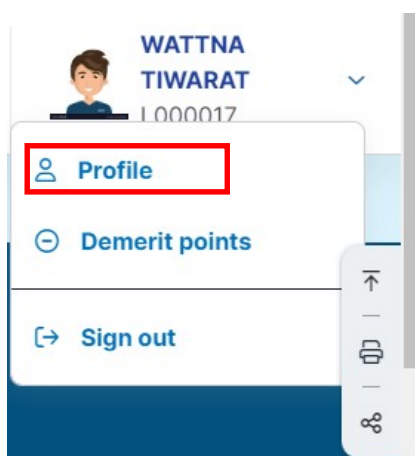 WATTNA
TIWARAT
L000017
Profile
Demerit points
Sign out